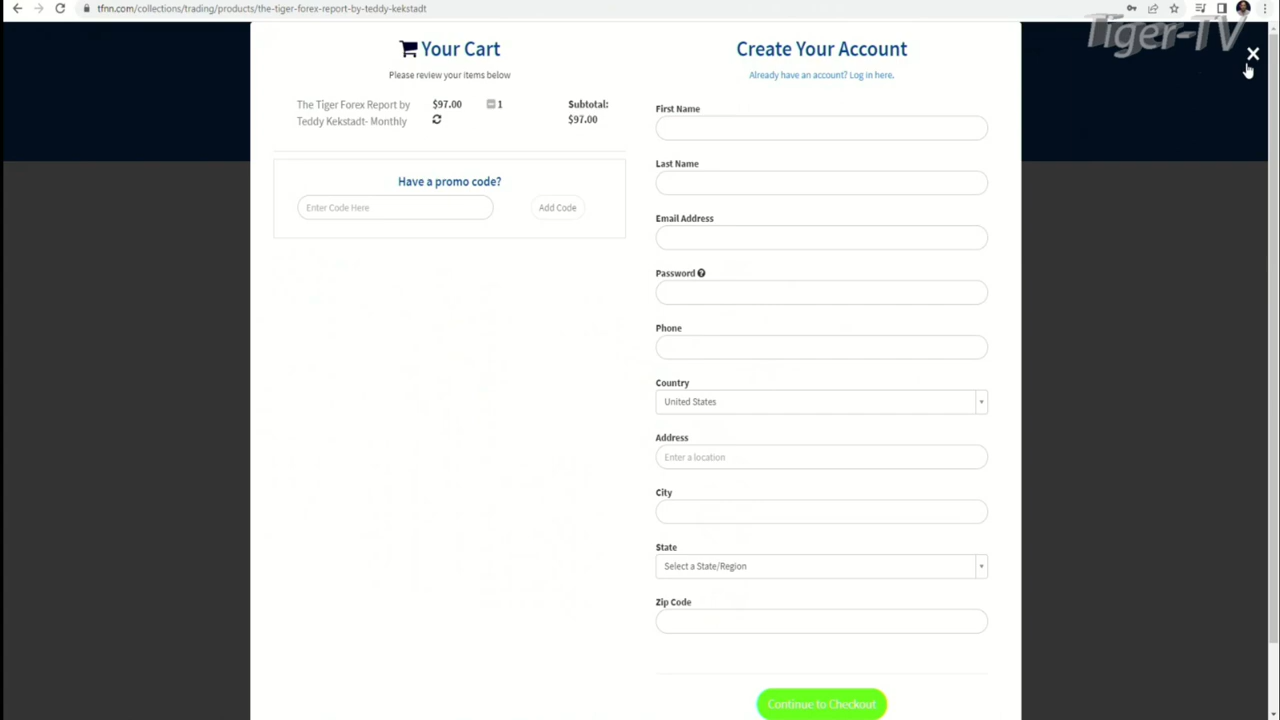 tfnn.com/collections/trading/products/the-tiger-forex-report-by-teddy-kekstadt
Tiger-TV
Your Cart
Please review your items below
The Tiger Forex Report by
Teddy Kekstadt- Monthly
$97.00
1
Subtotal:
$97.00
Have a promo code?
Enter Code Here
Add Code
Create Your Account
Already have an account? Log in here.
First Name
Last Name
Email Address
Password
Phone
Country
United States
Address
Enter a location
City
State
Select a State/Region
Zip Code
Continue to Checkout